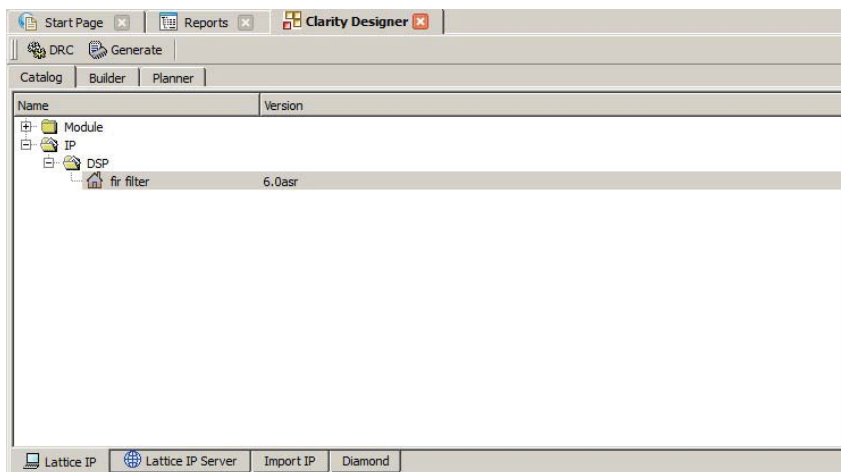 Start Page Reports Clarity Designer
DRC Generate
Catalog Builder Planner
Name Version
Module
IP
DSP
fir filter 6.0asr
Lattice IP Lattice IP Server Import IP Diamond